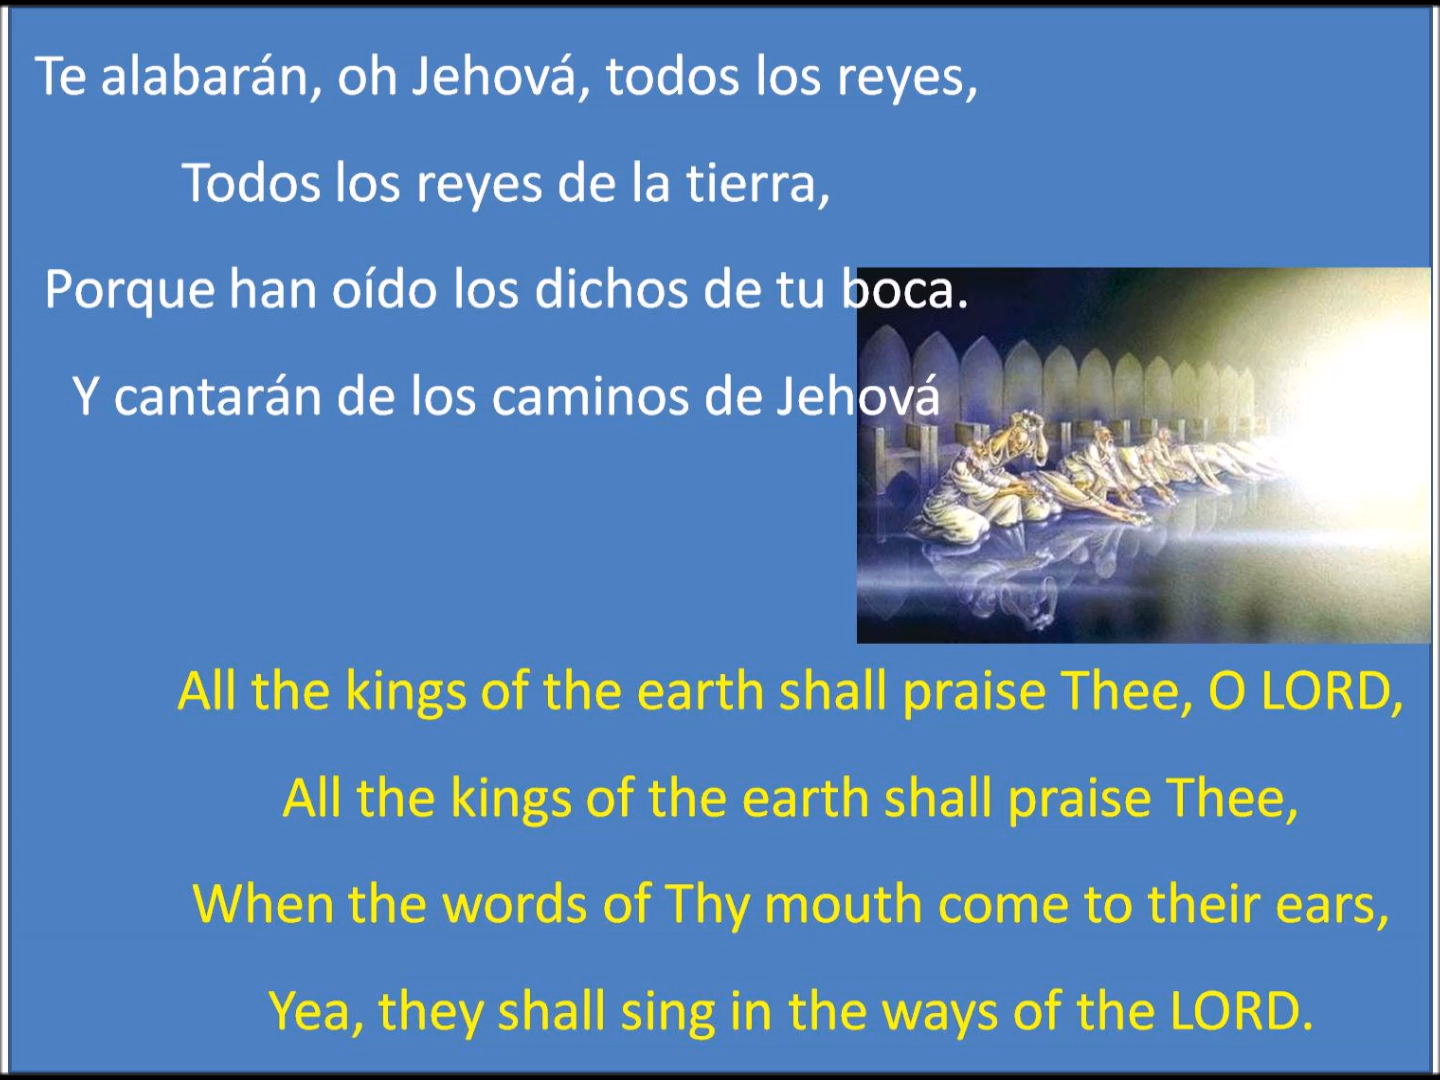 Te alabarán, oh Jehová, todos los reyes,
Todos los reyes de la tierra,
Porque han oído los dichos de tu boca.
Y cantarán de los caminos de Jehová
All the kings of the earth shall praise Thee, O LORD,
All the kings of the earth shall praise Thee,
When the words of Thy mouth come to their ears,
Yea, they shall sing in the ways of the LORD.